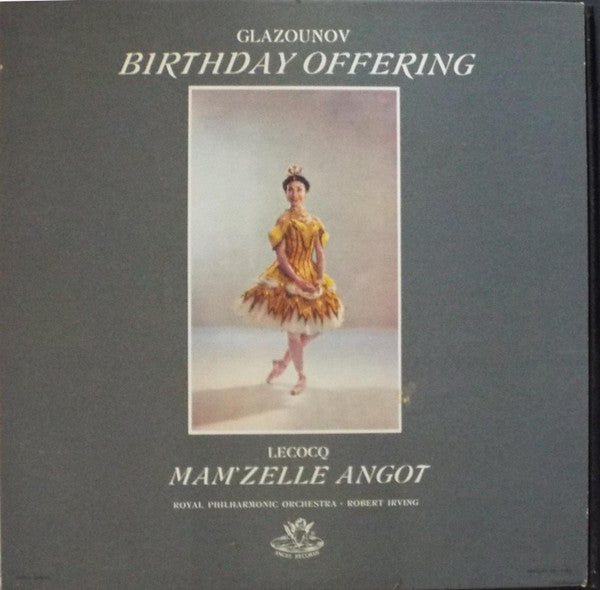 GLAZOUNOV
BIRTHDAY OFFERING
LECOCQ
MAM'ZELLE ANGOT
ROYAL PHILHARMONIC ORCHESTRA · ROBERT IRVING
ANGEL RECORDS